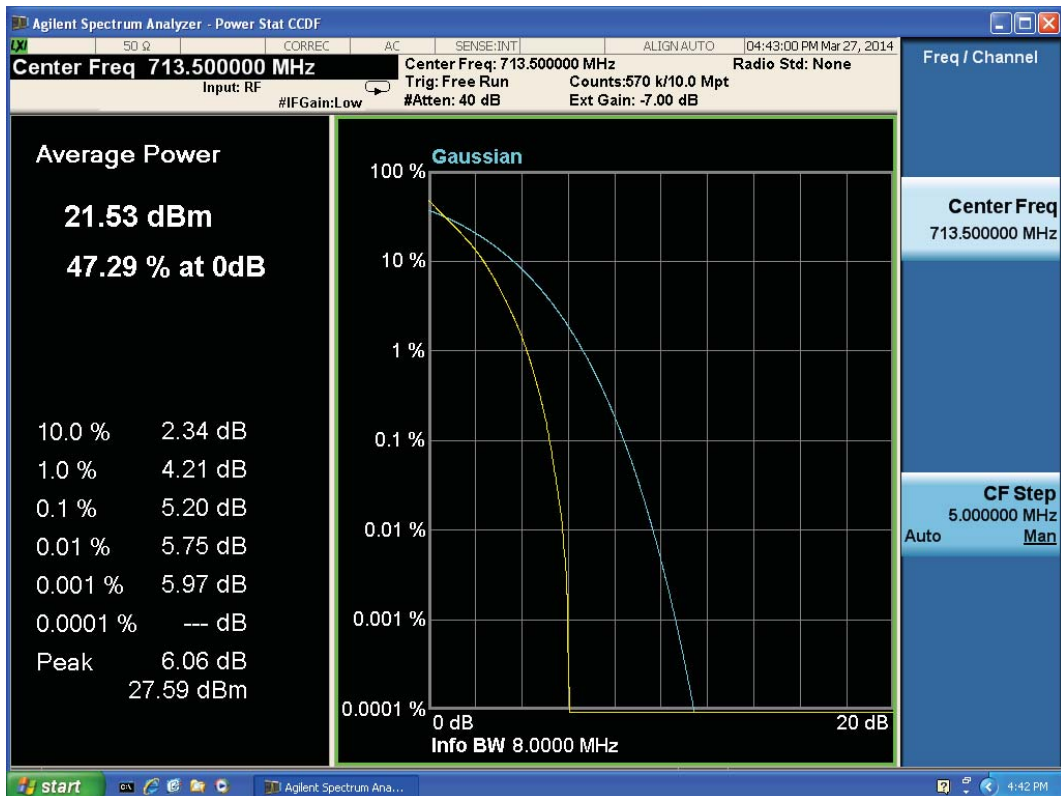 Agilent Spectrum Analyzer - Power Stat CCDF
LXI 50 Ω CORREC AC SENSE:INT ALIGN AUTO 04:43:00 PM Mar 27, 2014
Center Freq 713.500000 MHz
Input: RF
#IFGain:Low
Center Freq: 713.500000 MHz
Radio Std: None
Trig: Free Run
Counts:570 k/10.0 Mpt
#Atten: 40 dB
Ext Gain: -7.00 dB
Average Power
21.53 dBm
47.29 % at 0dB
10.0 % 2.34 dB
1.0 % 4.21 dB
0.1 % 5.20 dB
0.01 % 5.75 dB
0.001 % 5.97 dB
0.0001 % --- dB
Peak 6.06 dB
27.59 dBm
Gaussian
100 %
10 %
1 %
0.1 %
0.01 %
0.001 %
0.0001 %
0 dB 20 dB
Info BW 8.0000 MHz
Freq / Channel
Center Freq
713.500000 MHz
CF Step
5.000000 MHz
Auto Man
start
Agilent Spectrum Ana...
4:42 PM